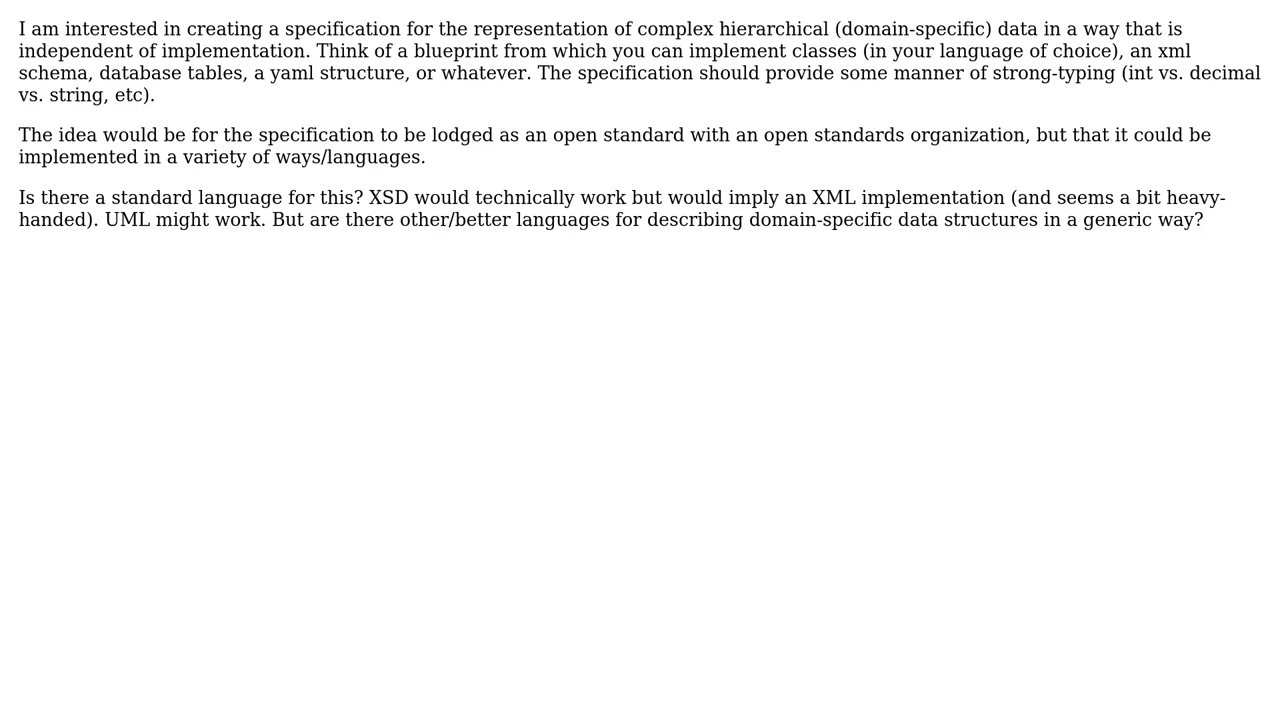 I am interested in creating a specification for the representation of complex hierarchical (domain-specific) data in a way that is
independent of implementation. Think of a blueprint from which you can implement classes (in your language of choice), an xml
schema, database tables, a yaml structure, or whatever. The specification should provide some manner of strong-typing (int vs. decimal
vs. string, etc).
The idea would be for the specification to be lodged as an open standard with an open standards organization, but that it could be
implemented in a variety of ways/languages.
Is there a standard language for this? XSD would technically work but would imply an XML implementation (and seems a bit heavy-
handed). UML might work. But are there other/better languages for describing domain-specific data structures in a generic way?